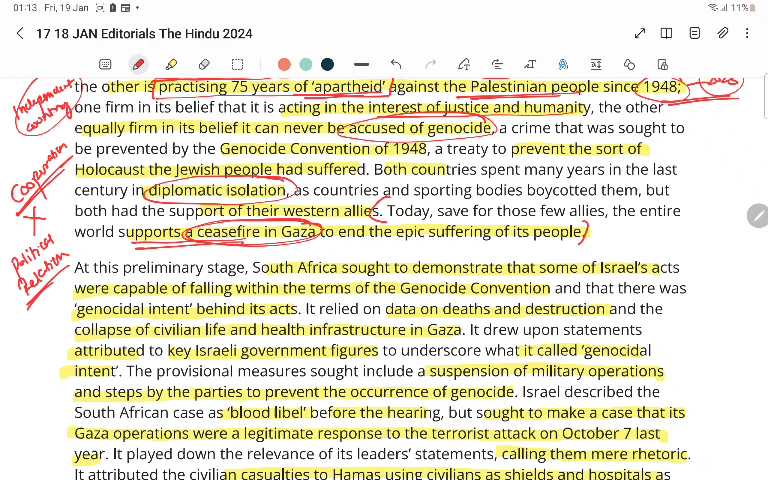 01:13 Fri, 19 Jan
11%
17 18 JAN Editorials The Hindu 2024
the other is practising 75 years of 'apartheid' against the Palestinian people since 1948;
one firm in its belief that it is acting in the interest of justice and humanity, the other
equally firm in its belief it can never be accused of genocide, a crime that was sought to
be prevented by the Genocide Convention of 1948, a treaty to prevent the sort of
Holocaust the Jewish people had suffered. Both countries spent many years in the last
century in diplomatic isolation, as countries and sporting bodies boycotted them, but
both had the support of their western allies. Today, save for those few allies, the entire
world supports a ceasefire in Gaza to end the epic suffering of its people.
Political
Relation
At this preliminary stage, South Africa sought to demonstrate that some of Israel's acts
were capable of falling within the terms of the Genocide Convention and that there was
'genocidal intent' behind its acts. It relied on data on deaths and destruction and the
collapse of civilian life and health infrastructure in Gaza. It drew upon statements
attributed to key Israeli government figures to underscore what it called 'genocidal
intent'. The provisional measures sought include a suspension of military operations
and steps by the parties to prevent the occurrence of genocide. Israel described the
South African case as 'blood libel' before the hearing, but sought to make a case that its
Gaza operations were a legitimate response to the terrorist attack on October 7 last
year. It played down the relevance of its leaders' statements, calling them mere rhetoric.
It attributed the civilian casualties to Hamas using civilians as shields and hospitals as